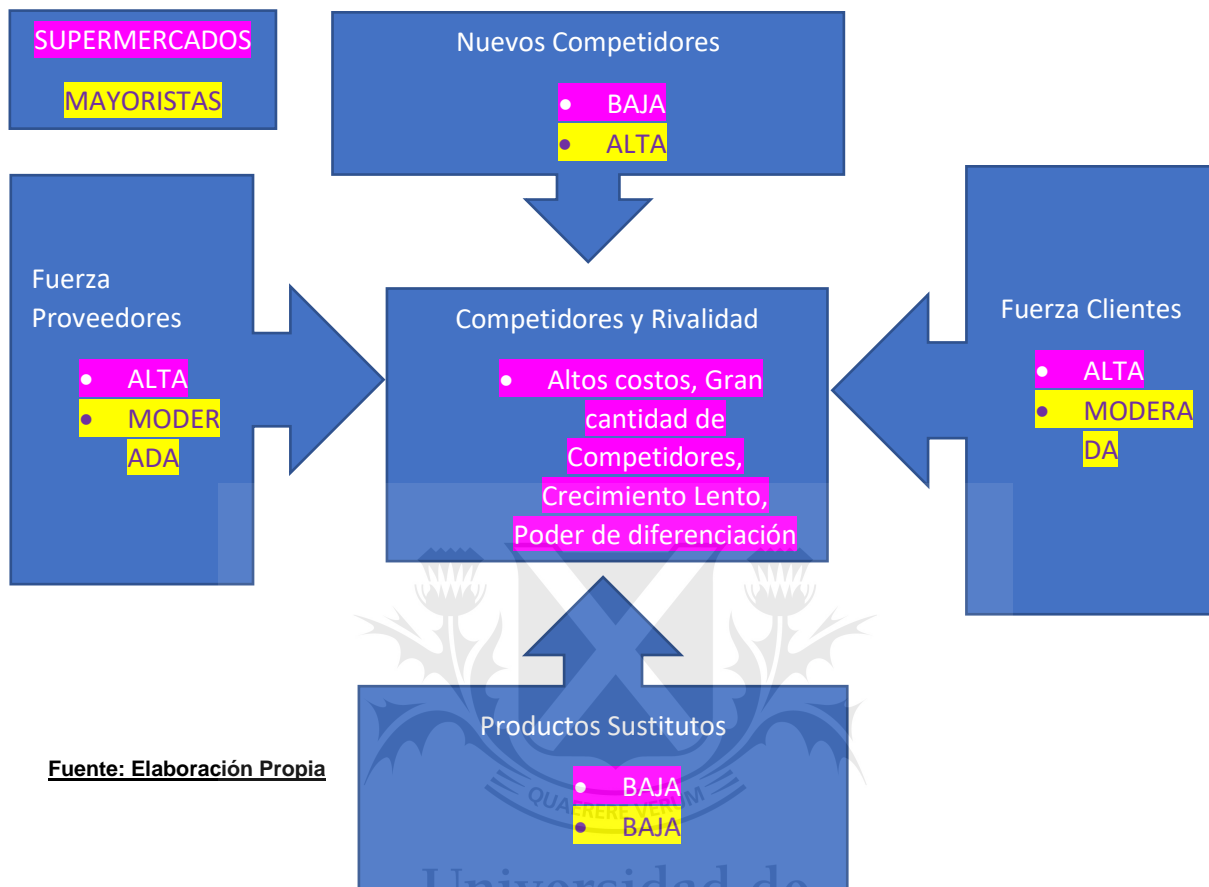 SUPERMERCADOS
MAYORISTAS
Nuevos Competidores
• BAJA
• ALTA
Fuerza
Proveedores
• ALTA
• MODER
ADA
Competidores y Rivalidad
• Altos costos, Gran
cantidad de
Competidores,
Crecimiento Lento,
Poder de diferenciación
Fuerza Clientes
• ALTA
• MODERA
DA
Productos Sustitutos
• BAJA
• BAJA
Fuente: Elaboración Propia
QUAERERE VERUM
Universidad de